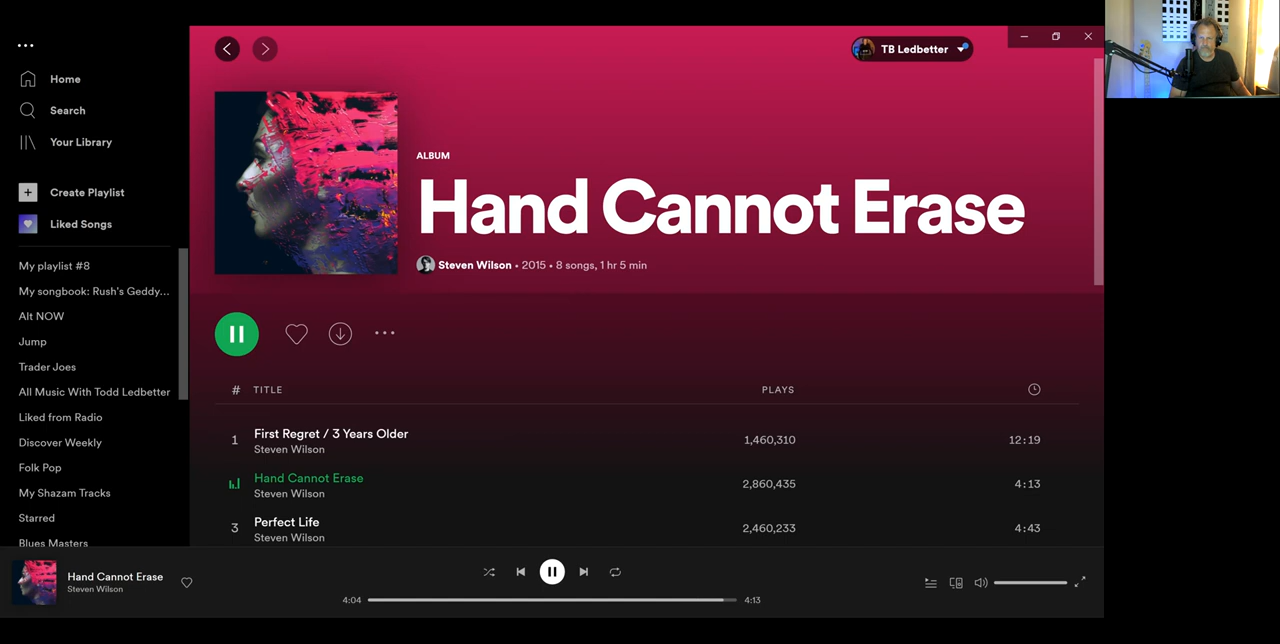 Home
Search
Your Library
Create Playlist
Liked Songs
My playlist #8
My songbook: Rush's Geddy...
Alt NOW
Jump
Trader Joes
All Music With Todd Ledbetter
Liked from Radio
Discover Weekly
Folk Pop
My Shazam Tracks
Starred
Blues Masters
TB Ledbetter
ALBUM
Hand Cannot Erase
Steven Wilson • 2015 • 8 songs, 1 hr 5 min
# TITLE PLAYS
1 First Regret / 3 Years Older 1,460,310 12:19
Steven Wilson
Hand Cannot Erase 2,860,435 4:13
Steven Wilson
3 Perfect Life 2,460,233 4:43
Steven Wilson
Hand Cannot Erase
Steven Wilson
4:04 4:13